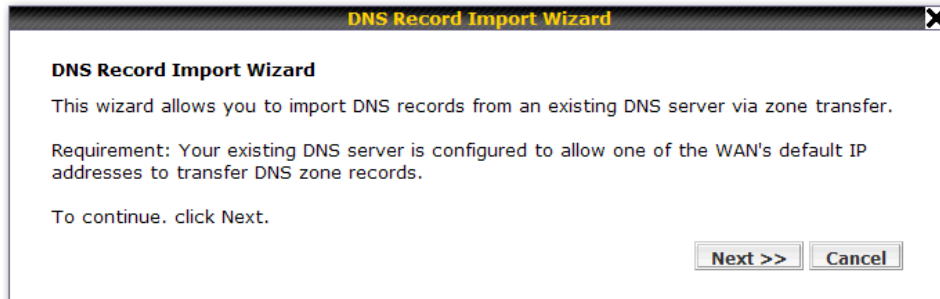 DNS Record Import Wizard
DNS Record Import Wizard
This wizard allows you to import DNS records from an existing DNS server via zone transfer.
Requirement: Your existing DNS server is configured to allow one of the WAN's default IP
addresses to transfer DNS zone records.
To continue. click Next.
Next >> Cancel